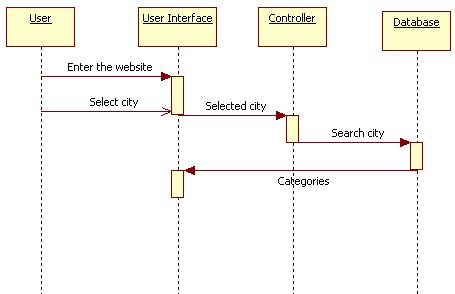 User
User Interface
Controller
Database
Enter the website
Select city
Selected city
Search city
Categories